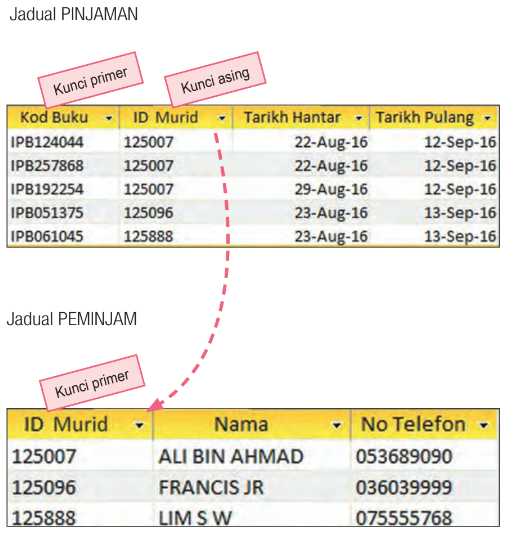 Jadual PINJAMAN
Kunci primer
Kunci asing
Kod Buku ID Murid Tarikh Hantar Tarikh Pulang
IPB124044 125007 22-Aug-16 12-Sep-16
IPB257868 125007 22-Aug-16 12-Sep-16
IPB192254 125007 29-Aug-16 12-Sep-16
IPB051375 125096 23-Aug-16 13-Sep-16
IPB061045 125888 23-Aug-16 13-Sep-16
Jadual PEMINJAM
Kunci primer
ID Murid Nama No Telefon
125007 ALI BIN AHMAD 053689090
125096 FRANCIS JR 036039999
125888 LIM S W 075555768